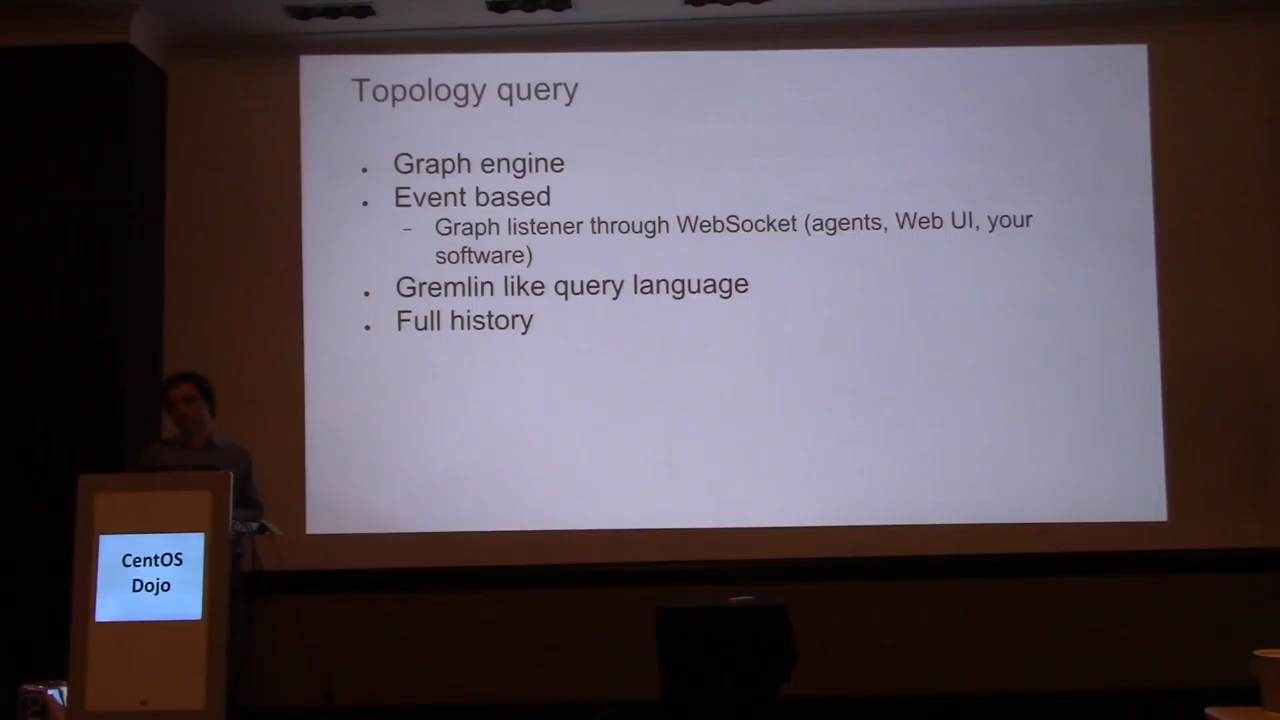 Topology query
. Graph engine
. Event based
- Graph listener through WebSocket (agents, Web UI, your
software)
. Gremlin like query language
. Full history
CentOS
Dojo